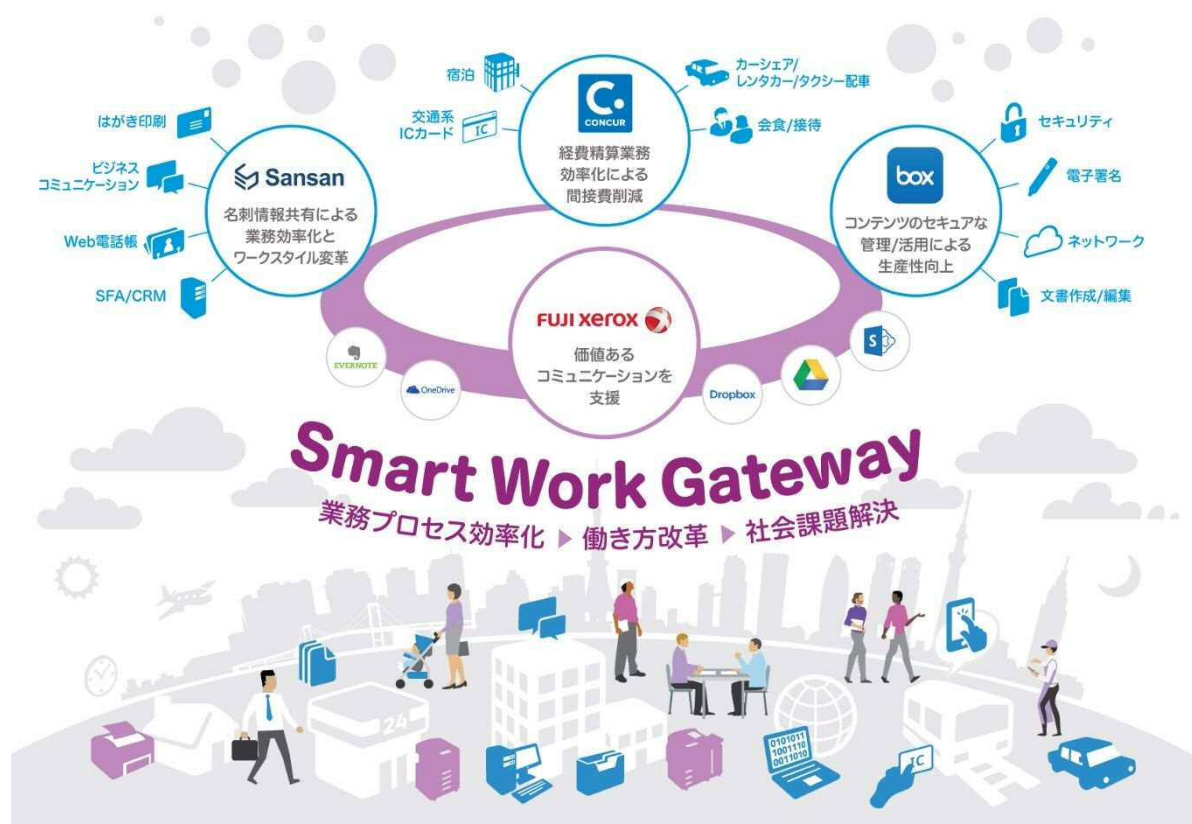 はがき印刷
ビジネス
コミュニケーション
Web電話帳
SFA/CRM
Sansan
名刺情報共有による
業務効率化と
ワークスタイル変革
宿泊
交通系
ICカード
IC
CONCUR
経費精算業務
効率化による
間接費削減
カーシェア/
レンタカー/タクシー配車
会食/接待
box
コンテンツのセキュアな
管理/活用による
生産性向上
セキュリティ
電子署名
ネットワーク
文書作成/編集
FUJI xerox
価値ある
コミュニケーションを
支援
EVERNOTE
OneDrive
Dropbox
S
Smart Work Gateway
業務プロセス効率化 ▶ 働き方改革 ▶ 社会課題解決
24
0101011
1001110
0011010
IC